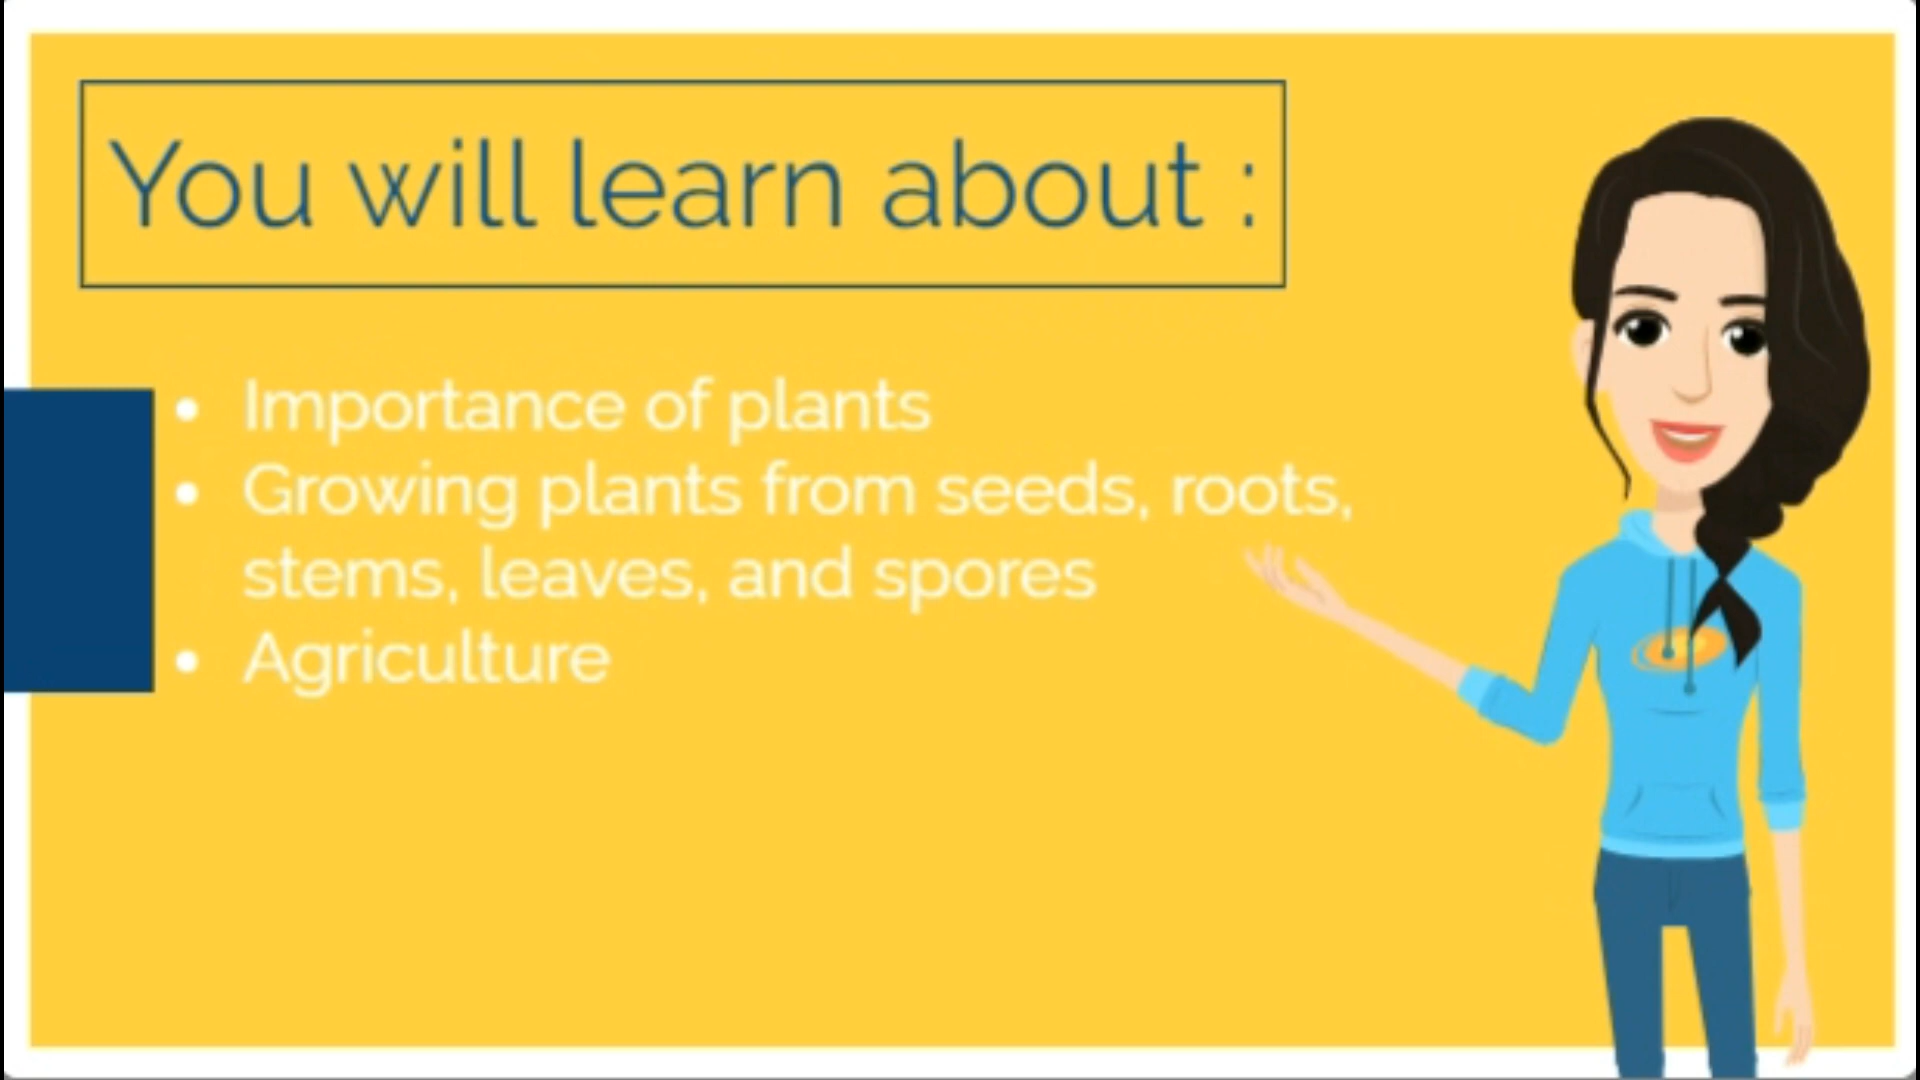 You will learn about :
• Importance of plants
• Growing plants from seeds, roots,
stems, leaves, and spores
• Agriculture